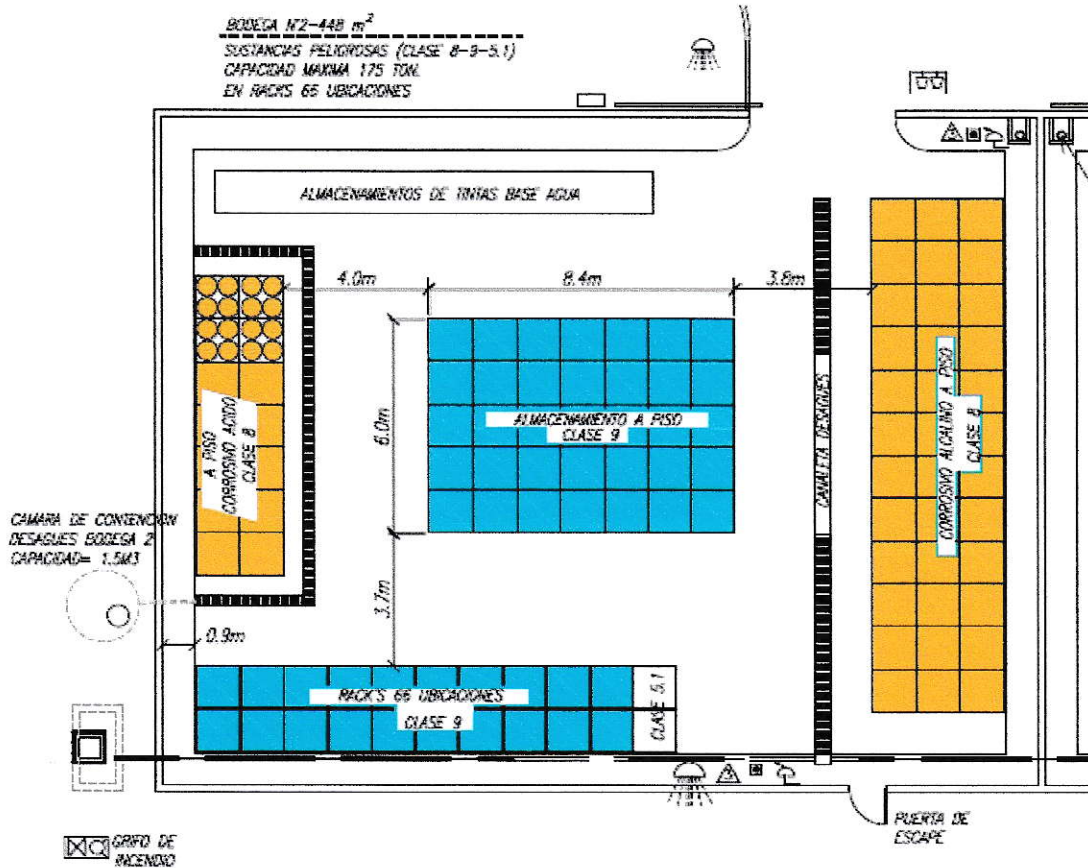 BODEGA Nº2-448 m²
SUSTANCIAS PELIGROSAS (CLASE 8-9-5.1)
CAPACIDAD MAXIMA 175 TON.
EN RACKS 66 UBICACIONES
ALMACENAMIENTOS DE TINTAS BASE AGUA
4.0m
8.4m
3.8m
6.0m
ALMACENAMIENTO A PISO
CLASE 9
A PISO
CORROSIVO ACIDO
CLASE 8
CANALETA DESAGUES
CORROSIVO ALCALINO A PISO
CLASE 8
CAMARA DE CONTENCION
DESAGUES BODEGA 2
CAPACIDAD= 1.5M3
3.7m
0.9m
RACK'S 66 UBICACIONES
CLASE 9
CLASE 5.1
PUERTA DE
ESCAPE
GRIFO DE
INCENDIO